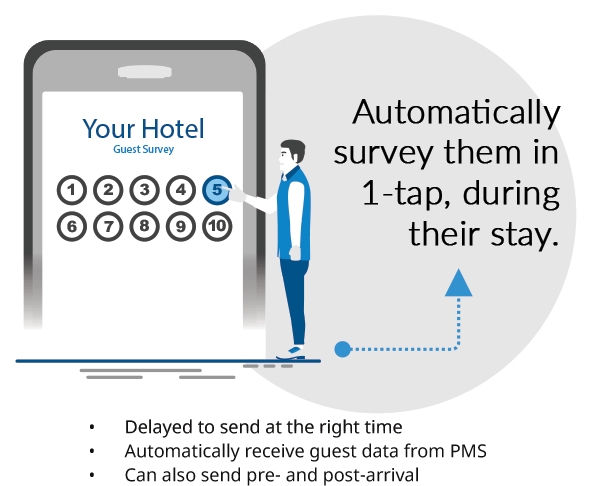 Your Hotel
Guest Survey
1 2 3 4 5
6 7 8 9 10
Automatically
survey them in
1-tap, during
their stay.
• Delayed to send at the right time
• Automatically receive guest data from PMS
• Can also send pre- and post-arrival